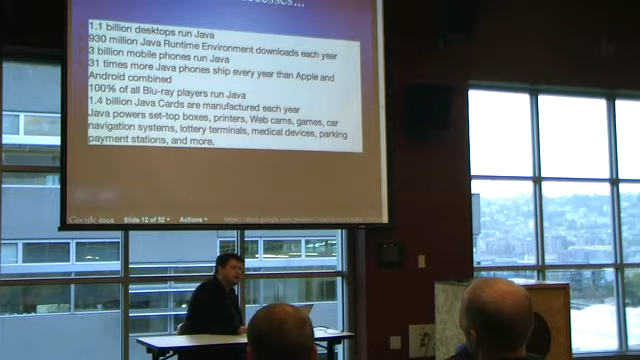 1.1 billion desktops run Java
930 million Java Runtime Environment downloads each year
3 billion mobile phones run Java
31 times more Java phones ship every year than Apple and
Android combined
100% of all Blu-ray players run Java
1.4 billion Java Cards are manufactured each year
Java powers set-top boxes, printers, Web cams, games, car
navigation systems, lottery terminals, medical devices, parking
payment stations, and more.
Google docs Slide 12 of 52 Actions